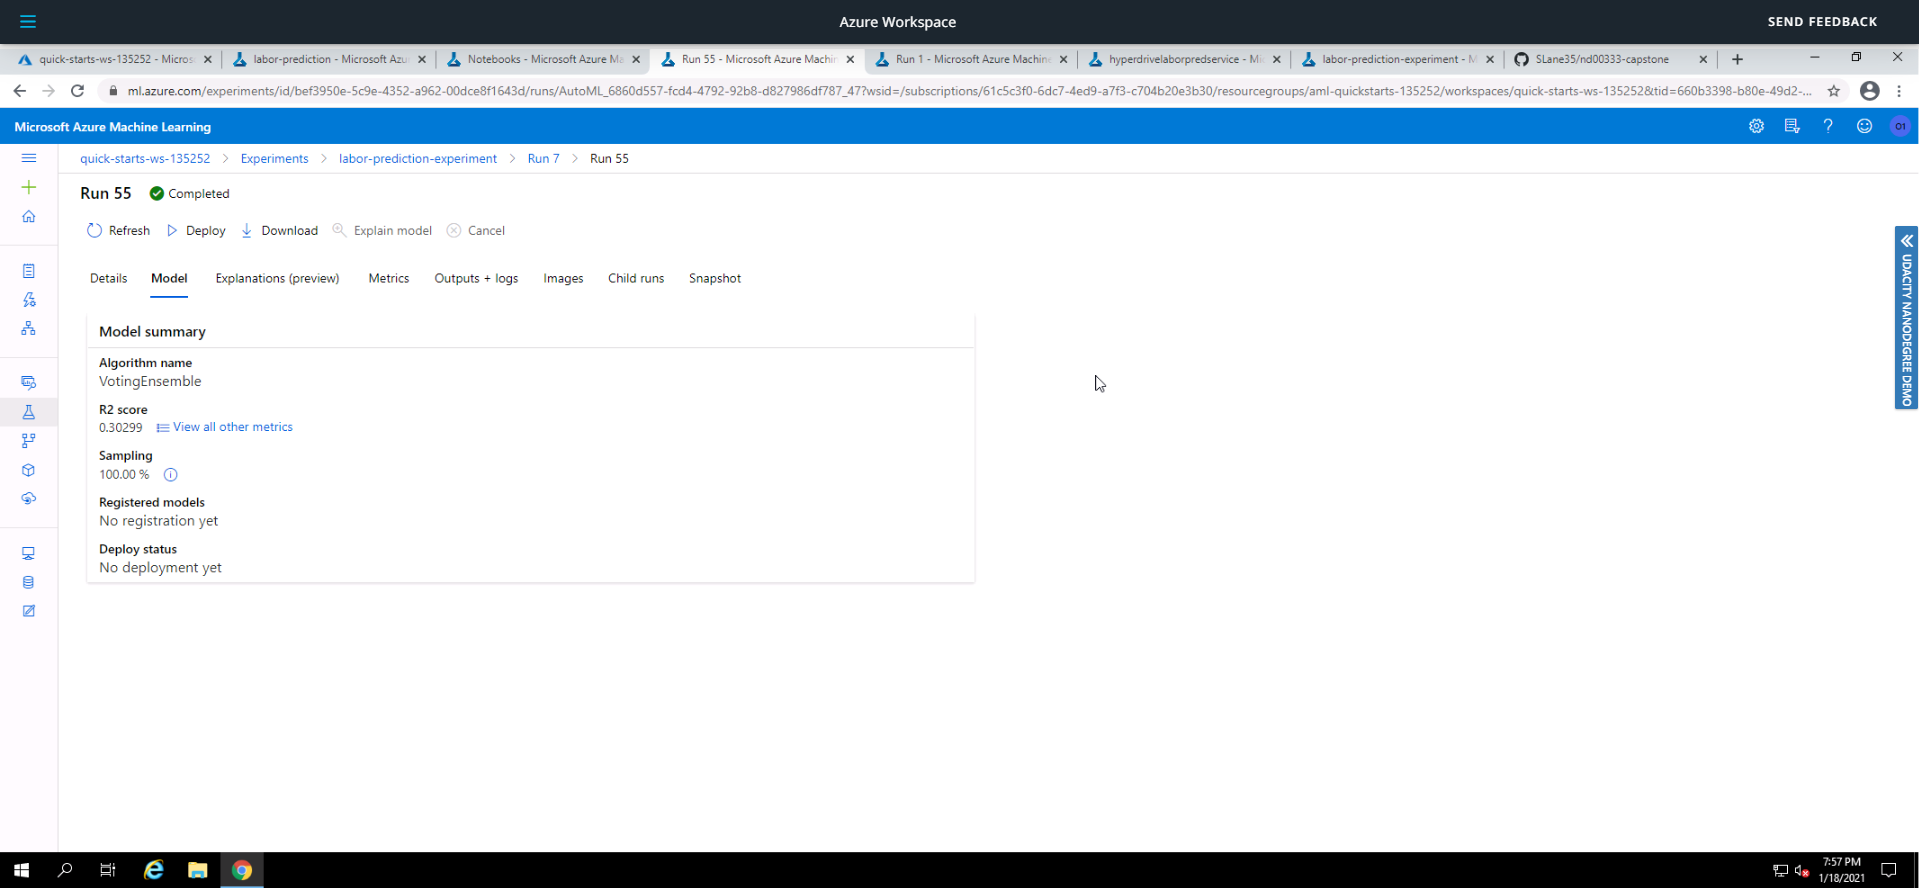 Azure Workspace
SEND FEEDBACK
quick-starts-ws-135252 - Micros
labor-prediction - Microsoft Azur
Notebooks - Microsoft Azure Ma
Run 55 - Microsoft Azure Machin
Run 1 - Microsoft Azure Machine
hyperdrivelaborpredservice - Mi
labor-prediction-experiment - M
SLane35/nd00333-capstone
ml.azure.com/experiments/id/bef3950e-5c9e-4352-a962-00dce8f1643d/runs/AutoML_6860d557-fcd4-4792-92b8-d827986df787_47?wsid=/subscriptions/61c5c3f0-6dc7-4ed9-a7f3-c704b20e3b30/resourcegroups/aml-quickstarts-135252/workspaces/quick-starts-ws-135252&tid=660b3398-b80e-49d2-...
Microsoft Azure Machine Learning
O1
quick-starts-ws-135252 > Experiments > labor-prediction-experiment > Run 7 > Run 55
Run 55 Completed
Refresh Deploy Download Explain model Cancel
Details Model Explanations (preview) Metrics Outputs + logs Images Child runs Snapshot
UDACITY NANODEGREE DEMO
Model summary
Algorithm name
VotingEnsemble
R2 score
0.30299 View all other metrics
Sampling
100.00 %
Registered models
No registration yet
Deploy status
No deployment yet
7:57 PM
1/18/2021